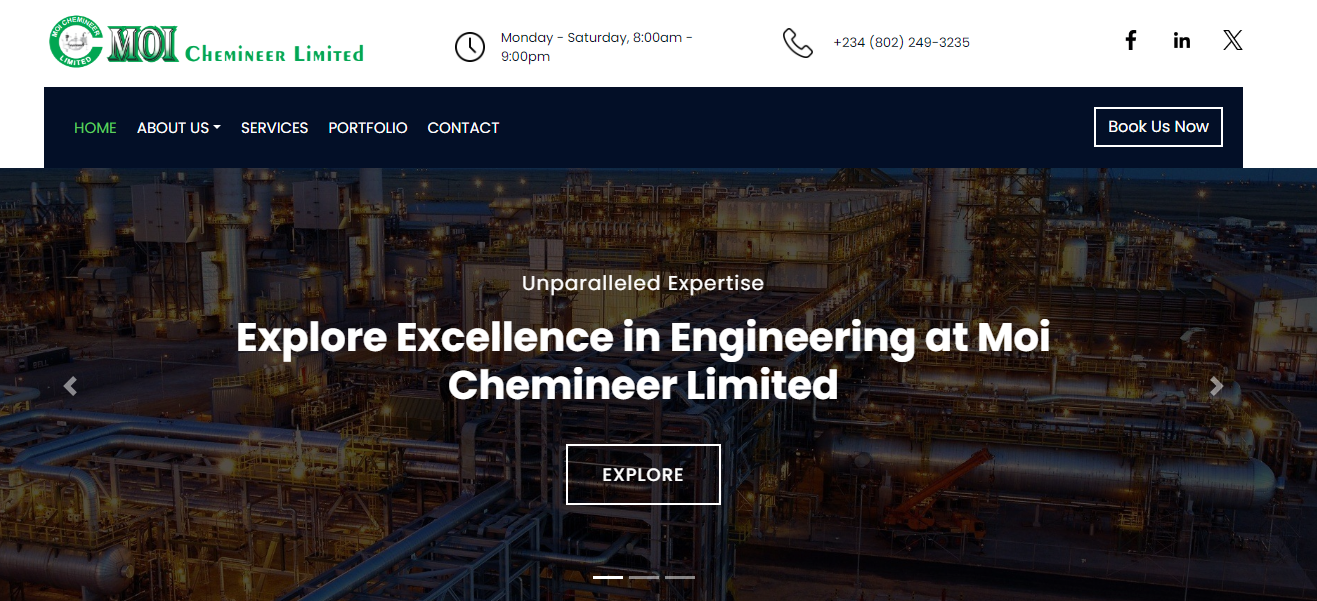 MOI CHEMINEER
LIMITED
MOI Chemineer Limited
Monday - Saturday, 8:00am -
9:00pm
+234 (802) 249-3235
HOME ABOUT US SERVICES PORTFOLIO CONTACT
Book Us Now
Unparalleled Expertise
Explore Excellence in Engineering at Moi
Chemineer Limited
EXPLORE